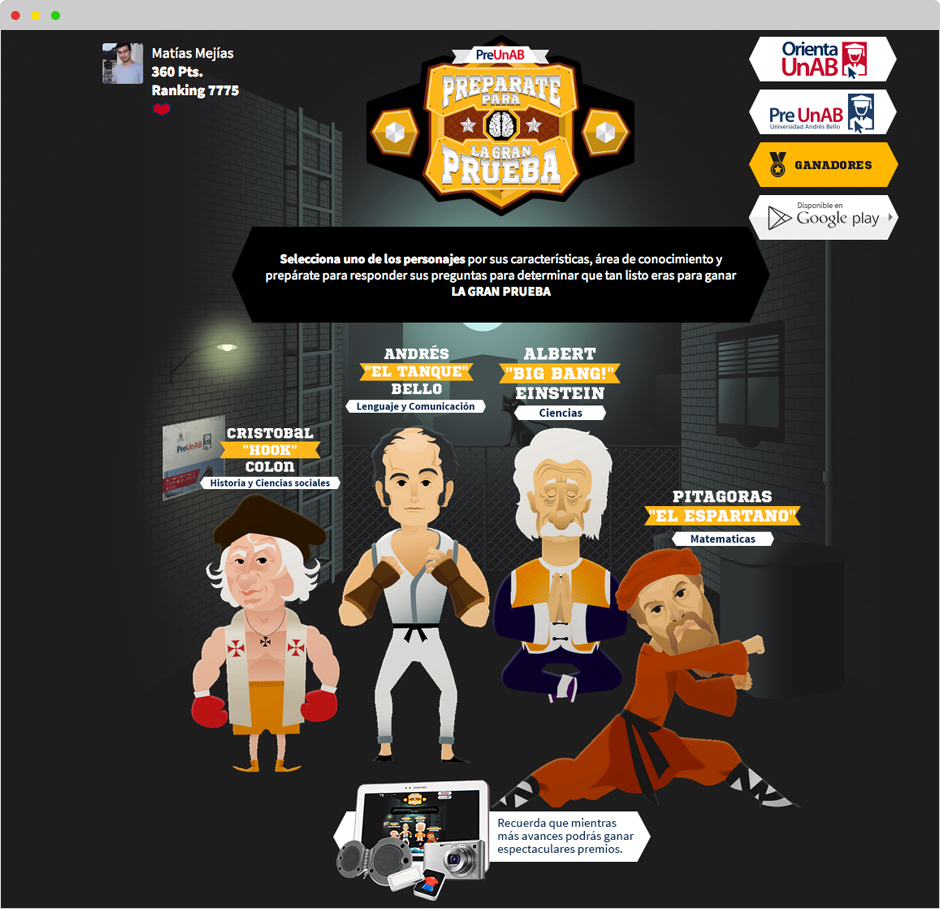 Matías Mejías
360 Pts.
Ranking 7775
PreUnAB
PREPARATE
PARA
LA GRAN
PRUEBA
Orienta
UnAB
Pre UnAB
Universidad Andrés Bello
GANADORES
Disponible en
Google play
Selecciona uno de los personajes por sus características, área de conocimiento y
prepárate para responder sus preguntas para determinar que tan listo eras para ganar
LA GRAN PRUEBA
ANDRÉS
"EL TANQUE"
BELLO
Lenguaje y Comunicación
ALBERT
"BIG BANG!"
EINSTEIN
Ciencias
PreUnAB
CRISTOBAL
"HOOK"
COLON
Historia y Ciencias sociales
PITAGORAS
"EL ESPARTANO"
Matematicas
Recuerda que mientras
más avances podrás ganar
espectaculares premios.